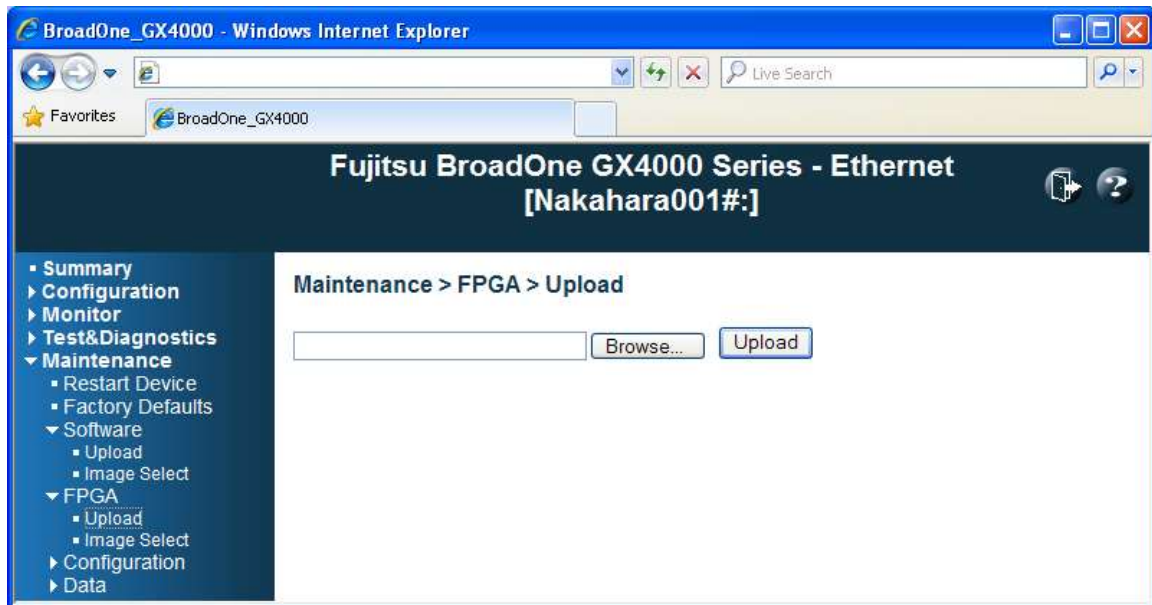 BroadOne_GX4000 - Windows Internet Explorer
Live Search
Favorites
BroadOne_GX4000
Fujitsu BroadOne GX4000 Series - Ethernet
[Nakahara001#:]
Summary
Configuration
Monitor
Test&Diagnostics
Maintenance
Restart Device
Factory Defaults
Software
Upload
Image Select
FPGA
Upload
Image Select
Configuration
Data
Maintenance > FPGA > Upload
Browse... Upload